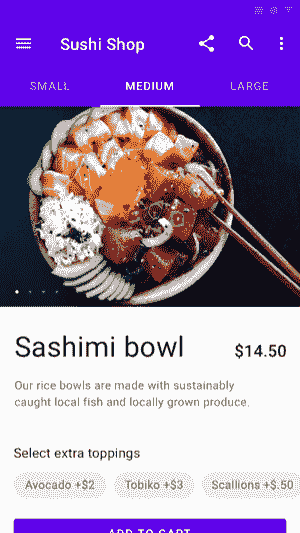 Sushi Shop
SMALL MEDIUM LARGE
Sashimi bowl $14.50
Our rice bowls are made with sustainably
caught local fish and locally grown produce.
Select extra toppings
Avocado +$2 Tobiko +$3 Scallions +$.50
ADD TO CART